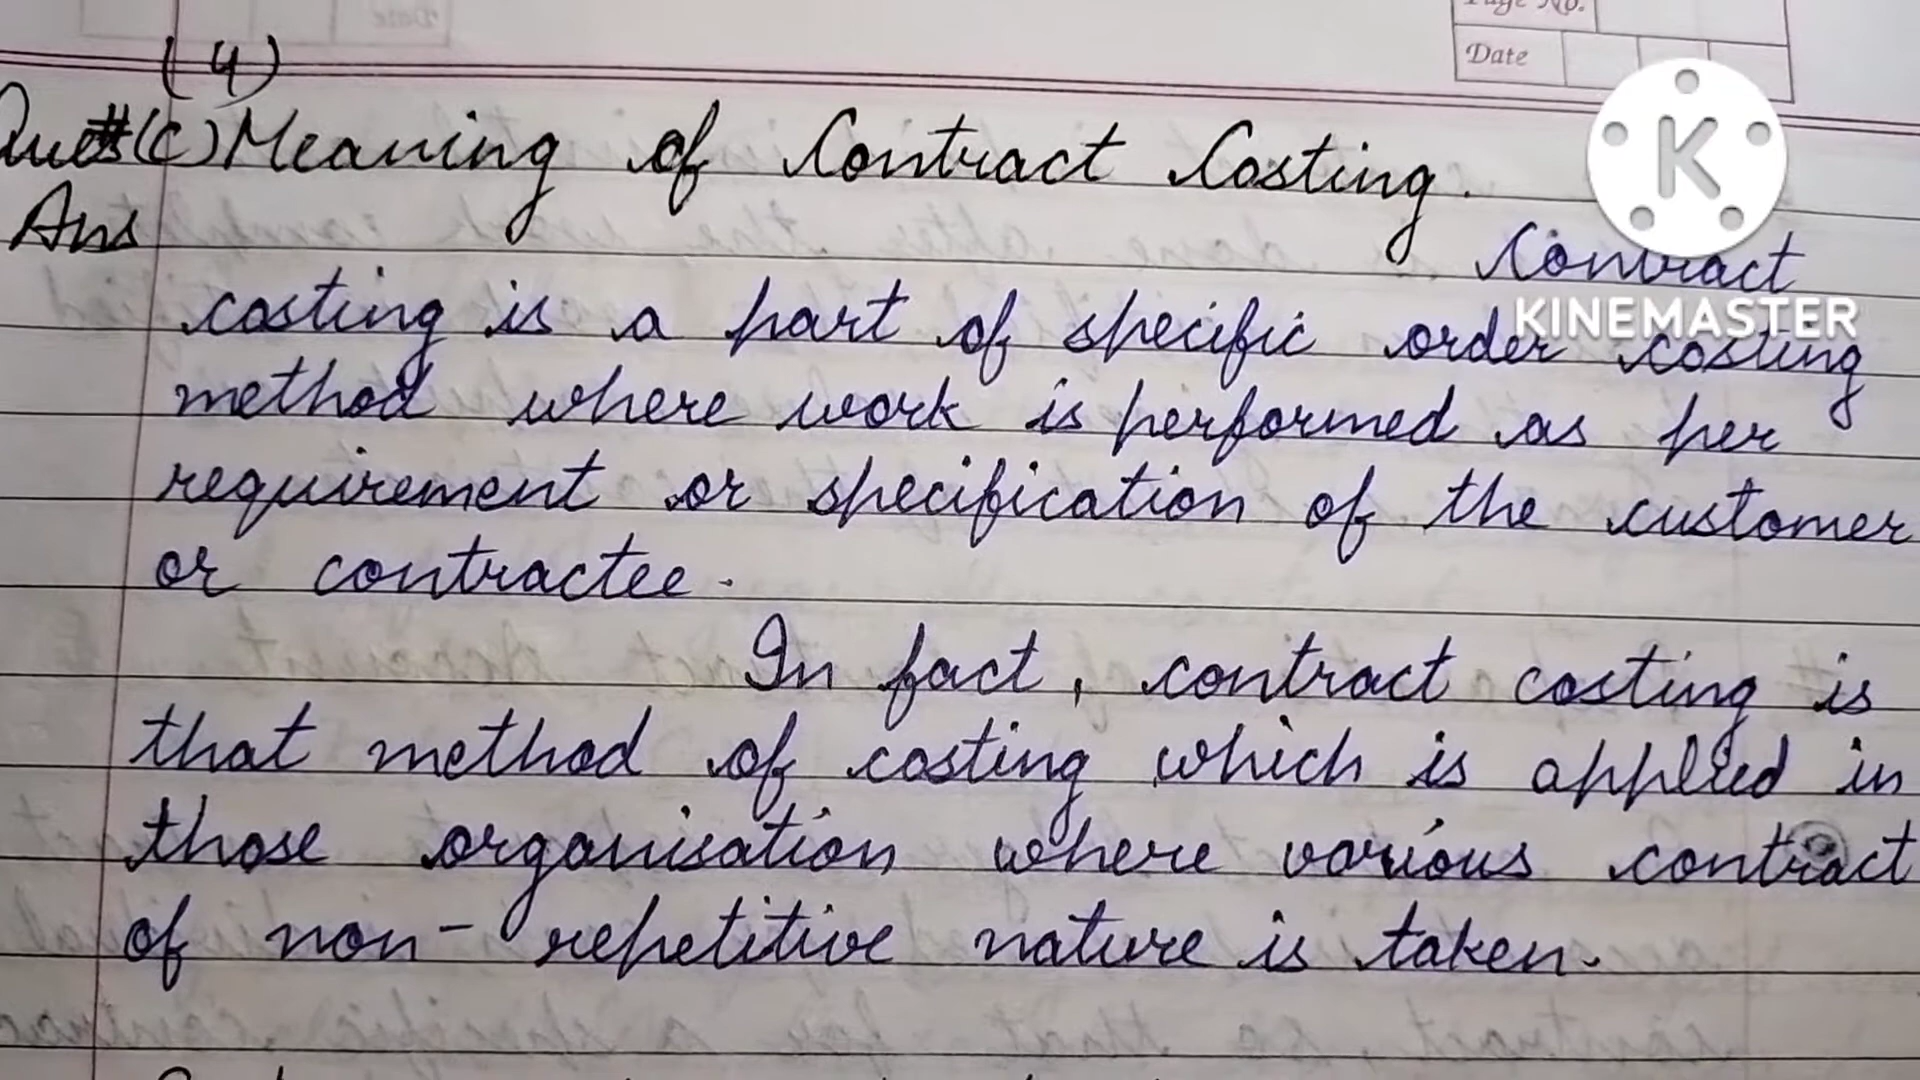 Page No.
Date
(4)
Ques (C) Meaning of Contract Costing.
Ans
Contract
costing is a part of specific order costing
method where work is performed as per
requirement or specification of the customer
or contractee.
In fact, contract costing is
that method of costing which is applied in
those organisation where various contract
of non-repetitive nature is taken.
K
KINEMASTER